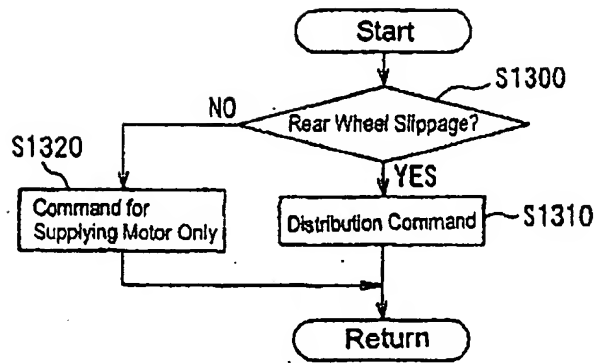 Start
S1300
NO
Rear Wheel Slippage?
S1320
YES
Command for
Supplying Motor Only
Distribution Command
S1310
Return